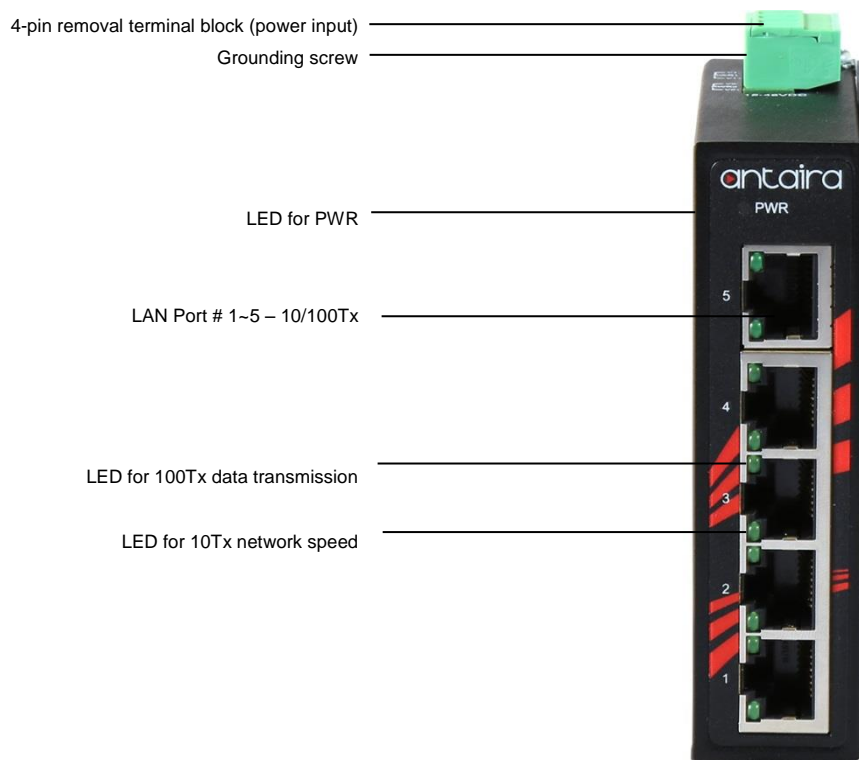 4-pin removal terminal block (power input)
Grounding screw
antaira
PWR
LED for PWR
5
LAN Port # 1~5 – 10/100Tx
4
LED for 100Tx data transmission
3
LED for 10Tx network speed
2
1